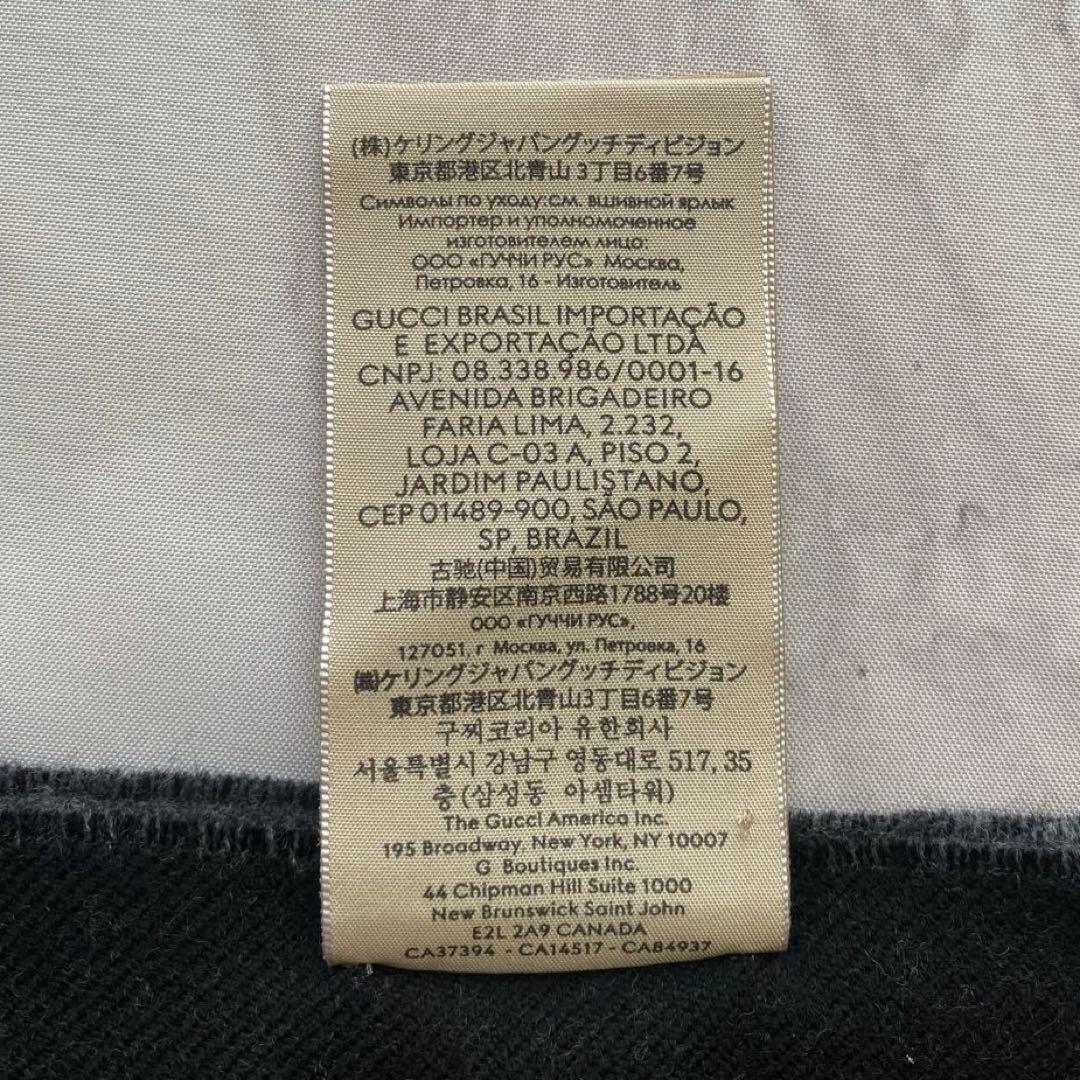 (株)ケリングジャパングッチディビジョン
東京都港区北青山 3丁目6番7号
Символы по уходу см. вшивной ярлык
Импортер и уполномоченное
изготовителем лицо:
ООО «ГУЧЧИ РУС» Москва,
Петровка, 16 - Изготовитель
GUCCI BRASIL IMPORTAÇÃO
E EXPORTAÇÃO LTDA
CNPJ: 08.338 986/0001-16
AVENIDA BRIGADEIRO
FARIA LIMA, 2.232,
LOJA C-03 A, PISO 2,
JARDIM PAULISTANO,
CEP 01489-900, SÃO PAULO,
SP, BRAZIL
古驰(中国)贸易有限公司
上海市静安区南京西路1788号20楼
ООО «ГУЧЧИ РУС»,
127051, г Москва, ул. Петровка, 16
㈱ケリングジャパングッチディビジョン
東京都港区北青山3丁目6番7号
구찌코리아 유한회사
서울특별시 강남구 영동대로 517, 35
층(삼성동 아셈타워)
The Gucci America Inc.
195 Broadway, New York, NY 10007
G Boutiques Inc.
44 Chipman Hill Suite 1000
New Brunswick Saint John
E2L 2A9 CANADA
CA37394 - CA14517 - CA84937